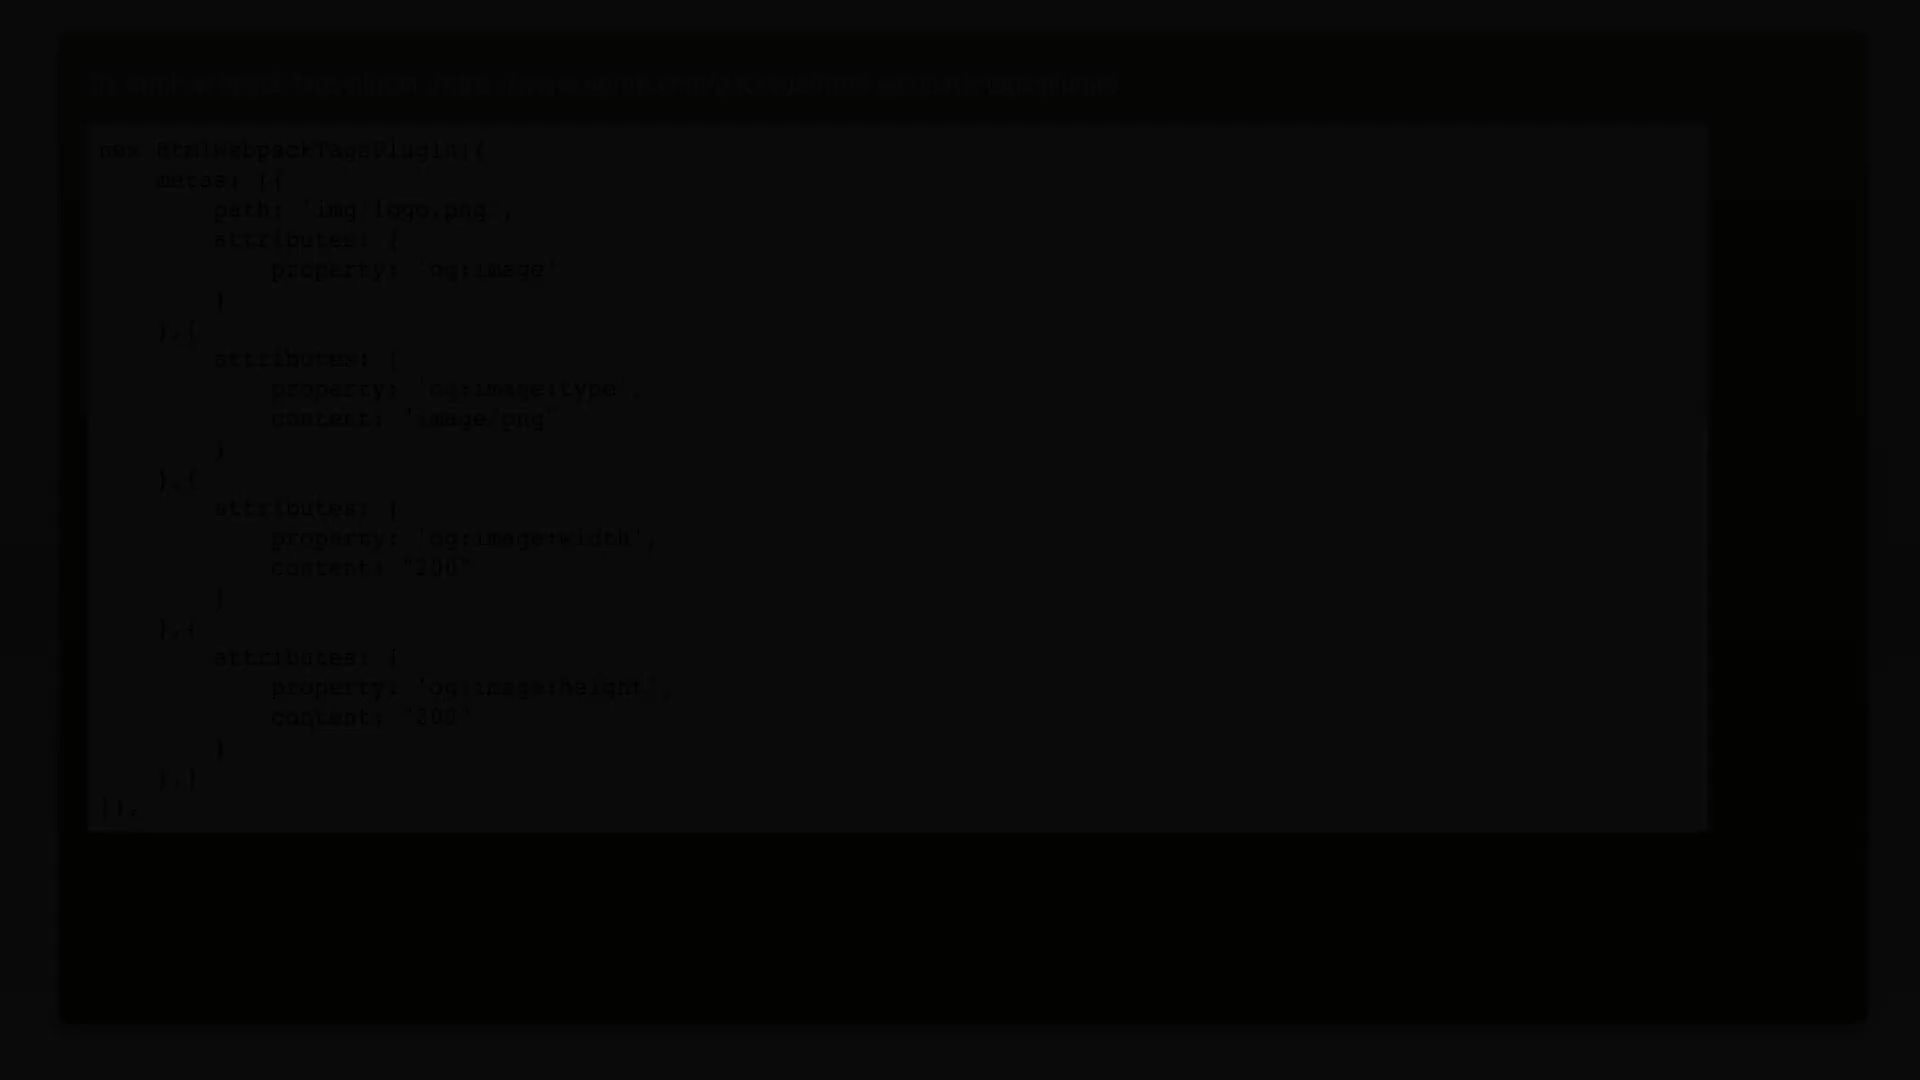 new HtmlWebpackTagsPlugin({
metas: [{
path: 'img/logo.png',
attributes: {
property: 'og:image'
}
},{
attributes: {
property: 'og:image:type',
content: 'image/png'
}
},{
attributes: {
property: 'og:image:width',
content: "200"
}
},{
attributes: {
property: 'og:image:height',
content: "200"
}
},]
}),